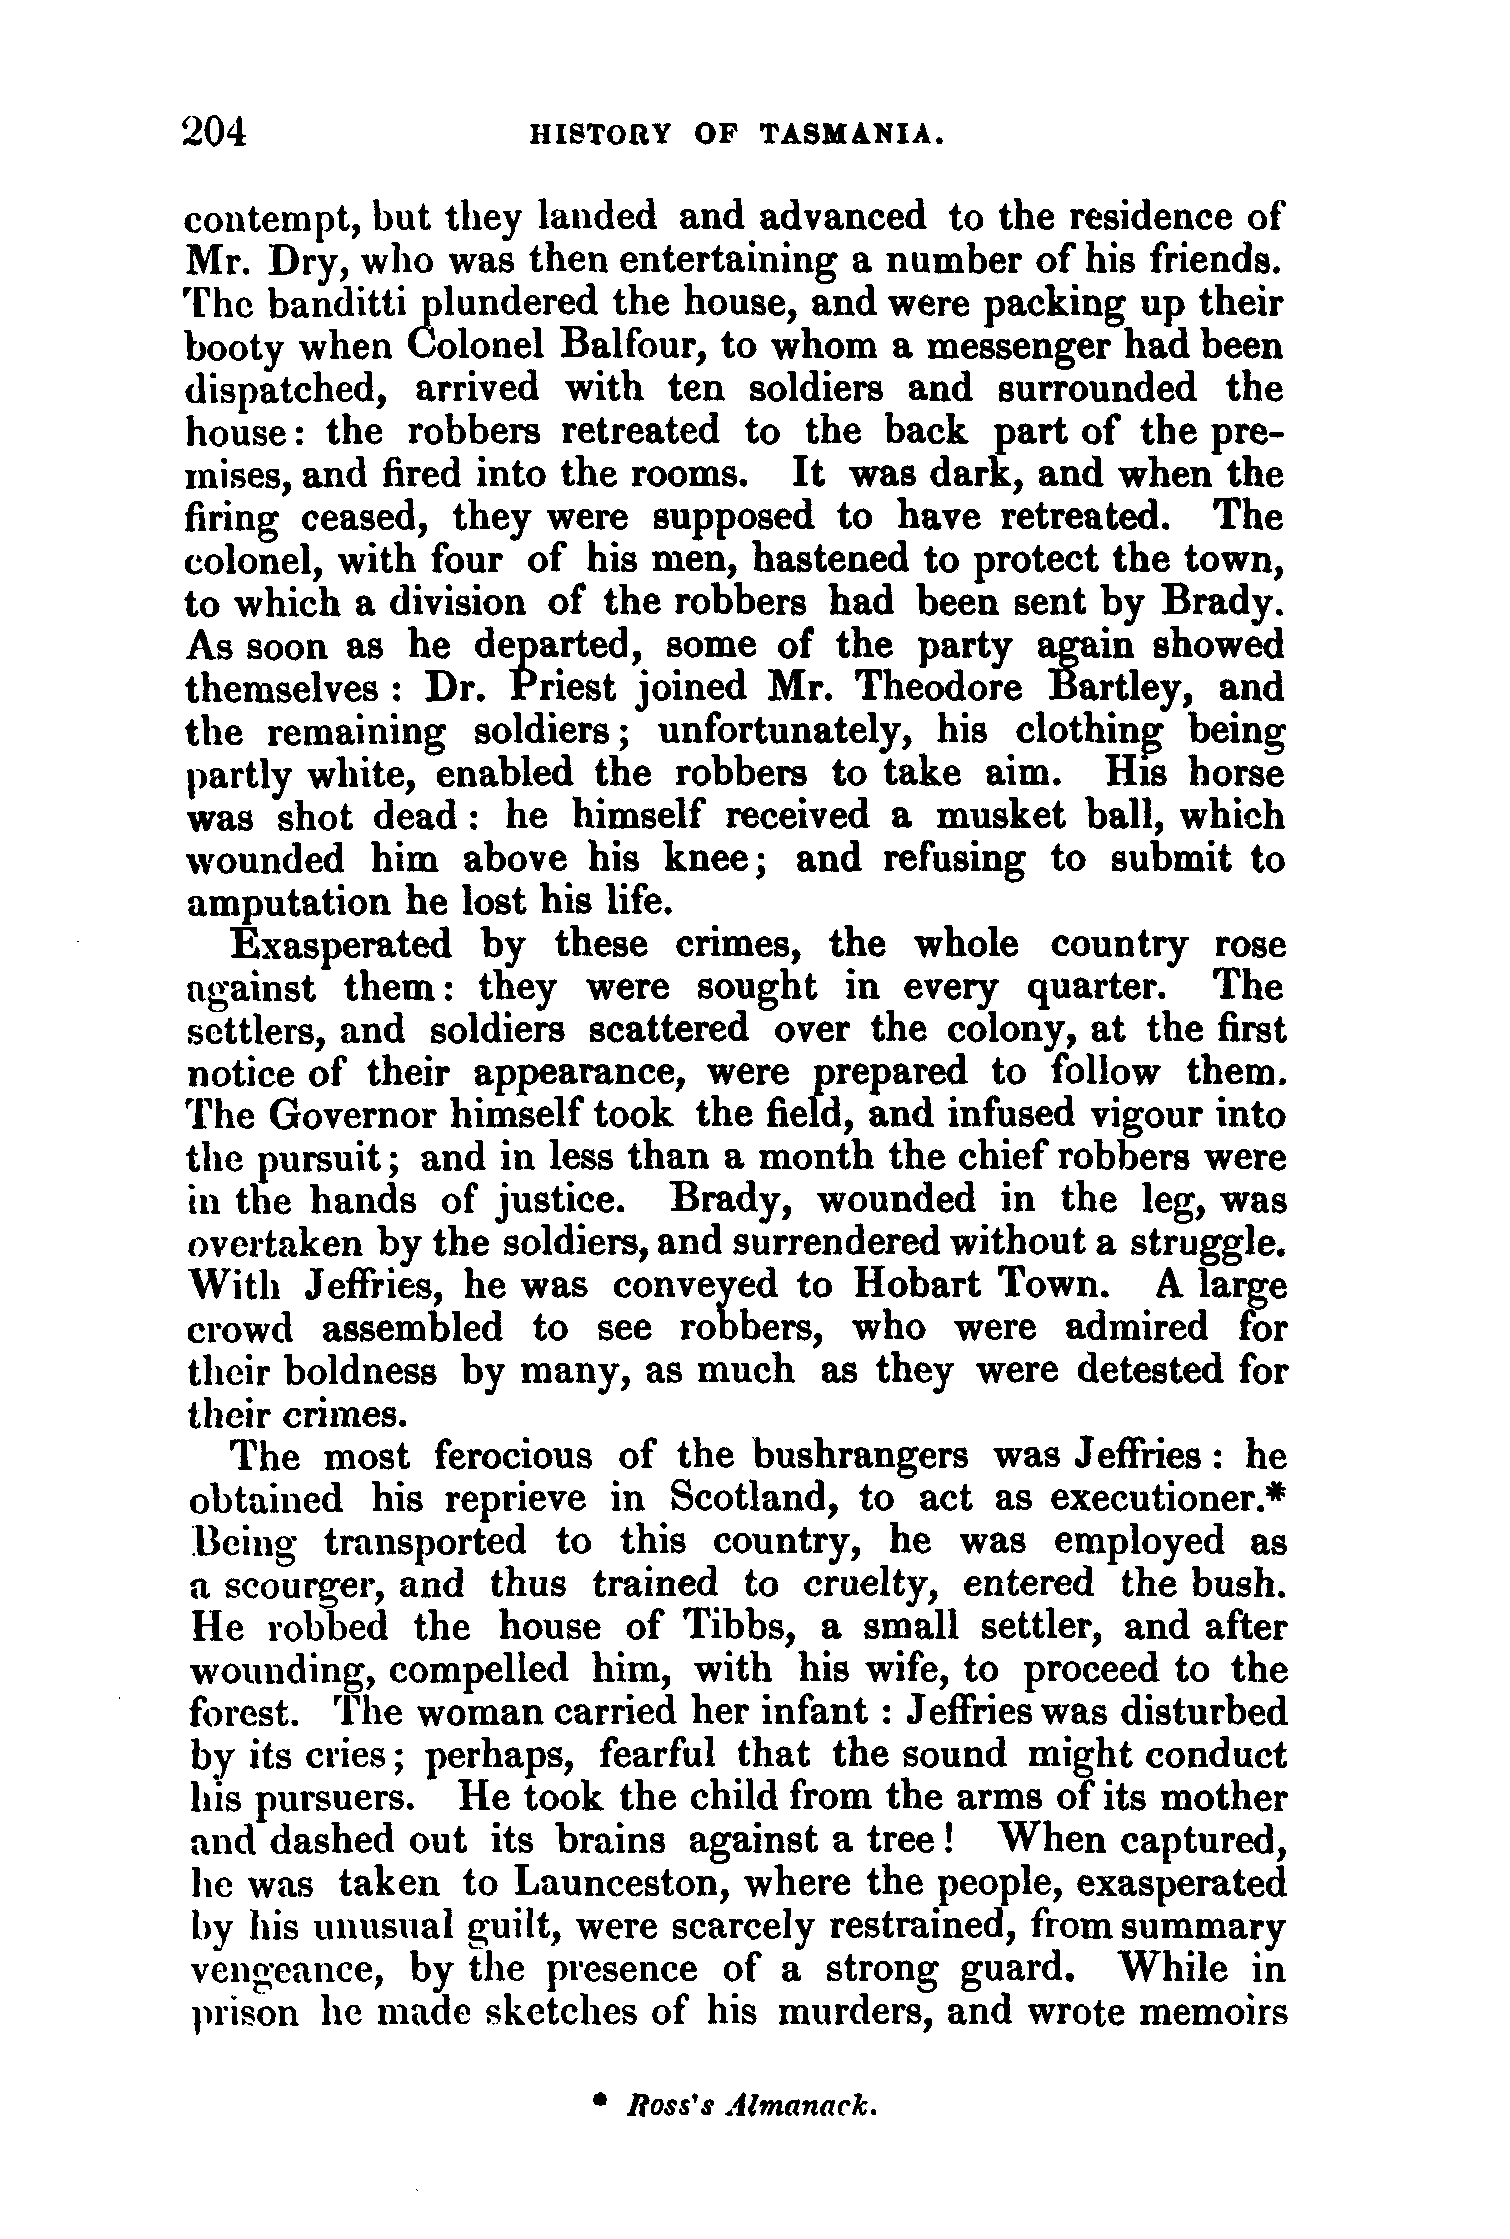 204 HISTORY OF TASMANIA.
contempt, but they landed and advanced to the residence of
Mr. Dry, who was then entertaining a number of his friends.
The banditti plundered the house, and were packing up their
booty when Colonel Balfour, to whom a messenger had been
dispatched, arrived with ten soldiers and surrounded the
house: the robbers retreated to the back part of the pre-
mises, and fired into the rooms. It was dark, and when the
firing ceased, they were supposed to have retreated. The
colonel, with four of his men, hastened to protect the town,
to which a division of the robbers had been sent by Brady.
As soon as he departed, some of the party again showed
themselves : Dr. Priest joined Mr. Theodore Bartley, and
the remaining soldiers; unfortunately, his clothing being
partly white, enabled the robbers to take aim. His horse
was shot dead : he himself received a musket ball, which
wounded him above his knee; and refusing to submit to
amputation he lost his life.
Exasperated by these crimes, the whole country rose
against them: they were sought in every quarter. The
settlers, and soldiers scattered over the colony, at the first
notice of their appearance, were prepared to follow them.
The Governor himself took the field, and infused vigour into
the pursuit; and in less than a month the chief robbers were
in the hands of justice. Brady, wounded in the leg, was
overtaken by the soldiers, and surrendered without a struggle.
With Jeffries, he was conveyed to Hobart Town. A large
crowd assembled to see robbers, who were admired for
their boldness by many, as much as they were detested for
their crimes.
The most ferocious of the bushrangers was Jeffries : he
obtained his reprieve in Scotland, to act as executioner.*
Being transported to this country, he was employed as
a scourger, and thus trained to cruelty, entered the bush.
He robbed the house of Tibbs, a small settler, and after
wounding, compelled him, with his wife, to proceed to the
forest. The woman carried her infant : Jeffries was disturbed
by its cries; perhaps, fearful that the sound might conduct
his pursuers. He took the child from the arms of its mother
and dashed out its brains against a tree! When captured,
he was taken to Launceston, where the people, exasperated
by his unusual guilt, were scarcely restrained, from summary
vengeance, by the presence of a strong guard. While in
prison he made sketches of his murders, and wrote memoirs
* Ross's Almanack.